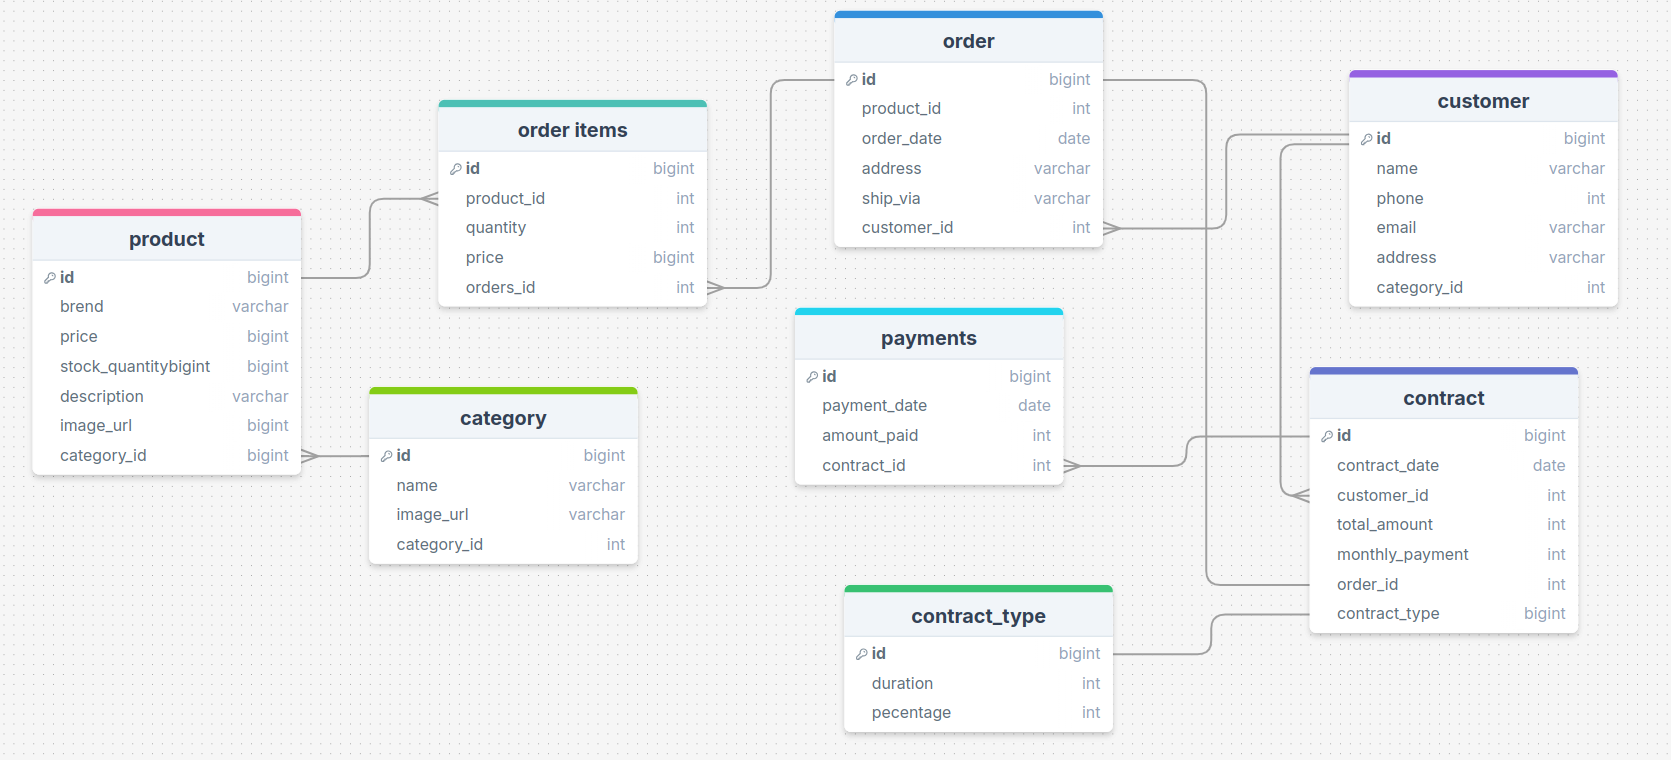 product
id bigint
brend varchar
price bigint
stock_quantitybigint bigint
description varchar
image_url bigint
category_id bigint
order items
id bigint
product_id int
quantity int
price bigint
orders_id int
category
id bigint
name varchar
image_url varchar
category_id int
order
id bigint
product_id int
order_date date
address varchar
ship_via varchar
customer_id int
payments
id bigint
payment_date date
amount_paid int
contract_id int
contract_type
id bigint
duration int
pecentage int
customer
id bigint
name varchar
phone int
email varchar
address varchar
category_id int
contract
id bigint
contract_date date
customer_id int
total_amount int
monthly_payment int
order_id int
contract_type bigint